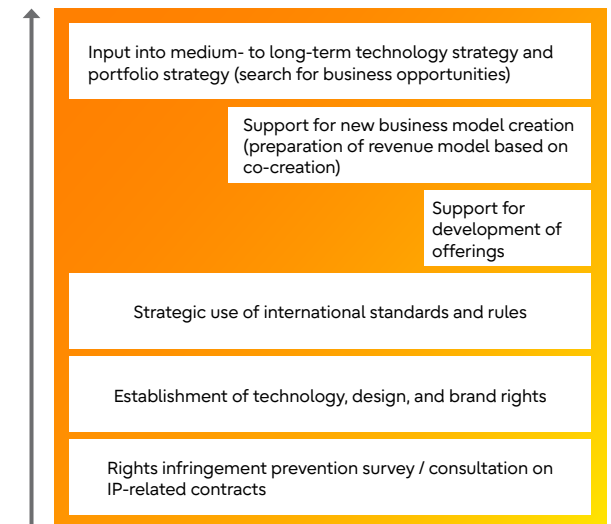 Input into medium- to long-term technology strategy and
portfolio strategy (search for business opportunities)
Support for new business model creation
(preparation of revenue model based on
co-creation)
Support for
development of
offerings
Strategic use of international standards and rules
Establishment of technology, design, and brand rights
Rights infringement prevention survey / consultation on
IP-related contracts